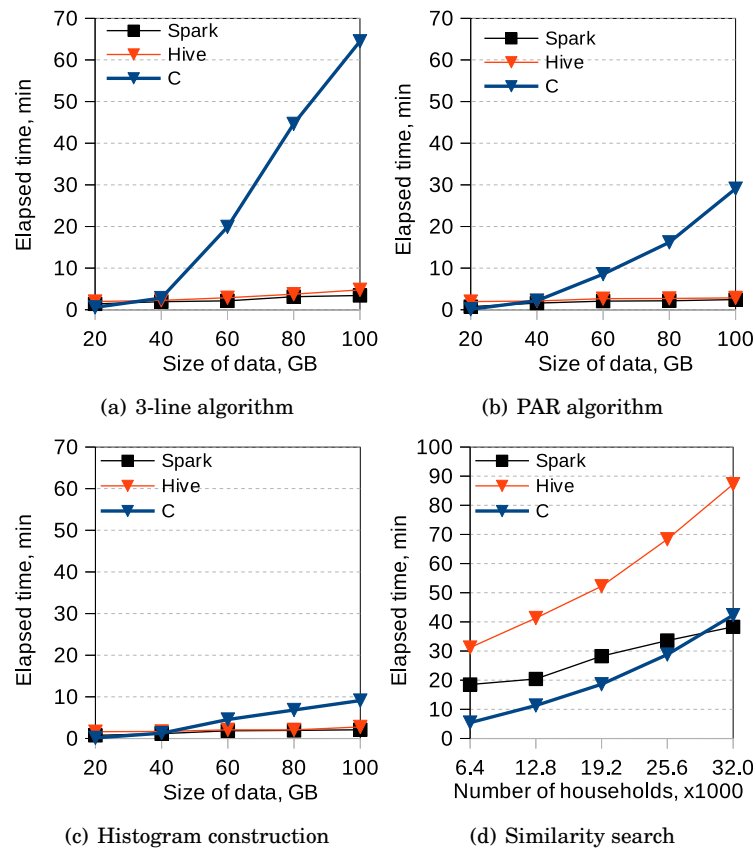 70
60
50
40
30
20
10
0
Elapsed time, min
Spark
Hive
C
20 40 60 80 100
Size of data, GB
(a) 3-line algorithm
70
60
50
40
30
20
10
0
Elapsed time, min
Spark
Hive
C
20 40 60 80 100
Size of data, GB
(b) PAR algorithm
70
60
50
40
30
20
10
0
Elapsed time, min
Spark
Hive
C
20 40 60 80 100
Size of data, GB
(c) Histogram construction
100
90
80
70
60
50
40
30
20
10
0
Elapsed time, min
Spark
Hive
C
6.4 12.8 19.2 25.6 32.0
Number of households, x1000
(d) Similarity search